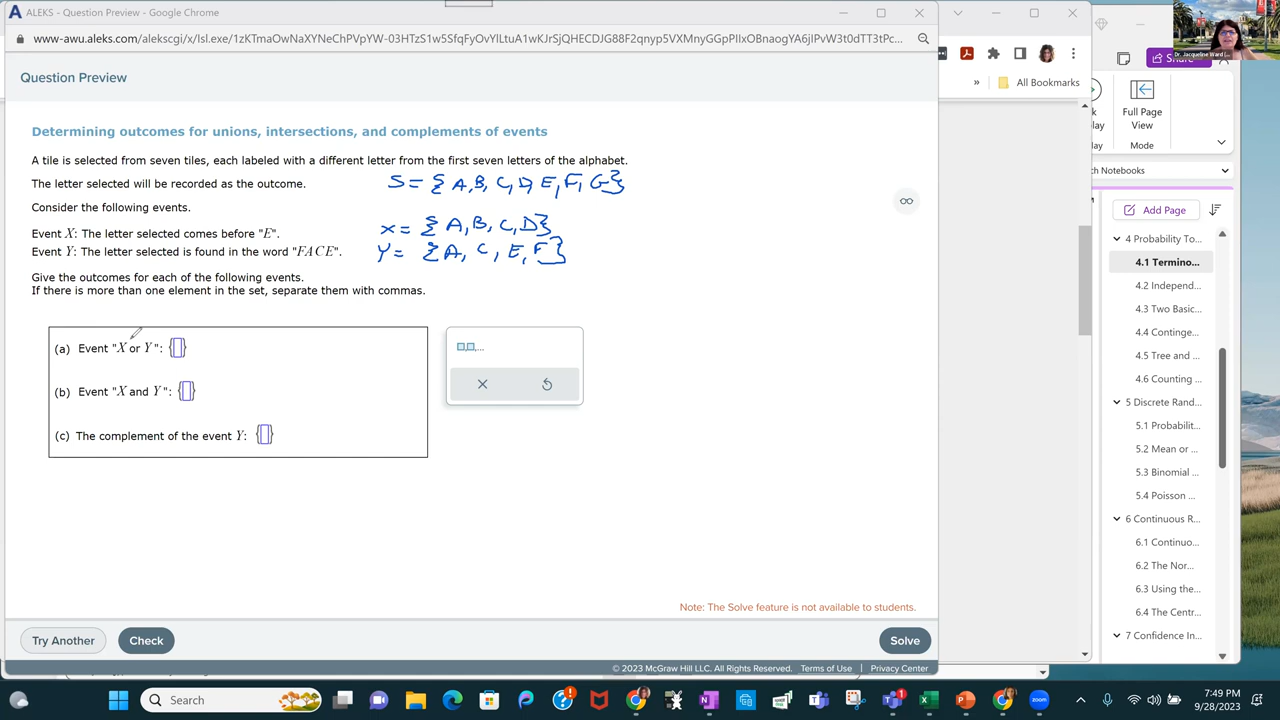 ALEKS - Question Preview - Google Chrome
Question Preview
All Bookmarks
Share
Full Page
View
Mode
Determining outcomes for unions, intersections, and complements of events
A tile is selected from seven tiles, each labeled with a different letter from the first seven letters of the alphabet.
The letter selected will be recorded as the outcome.
S = { A, B, C, D, E, F, G }
Consider the following events.
Event X: The letter selected comes before "E".
X = { A, B, C, D }
Event Y: The letter selected is found in the word "FACE".
Y = { A, C, E, F }
Give the outcomes for each of the following events.
If there is more than one element in the set, separate them with commas.
(a) Event "X or Y": {}
(b) Event "X and Y": {}
(c) The complement of the event Y: {}
Note: The Solve feature is not available to students.
Try Another
Check
Solve
© 2023 McGraw Hill LLC. All Rights Reserved. Terms of Use | Privacy Center
Notebooks
Add Page
4 Probability To...
4.1 Termino...
4.2 Independ...
4.3 Two Basic...
4.4 Continge...
4.5 Tree and ...
4.6 Counting ...
5 Discrete Rand...
5.1 Probabilit...
5.2 Mean or ...
5.3 Binomial ...
5.4 Poisson ...
6 Continuous R...
6.1 Continuo...
6.2 The Nor...
6.3 Using the...
6.4 The Centr...
7 Confidence In...
Search
7:49 PM
9/28/2023